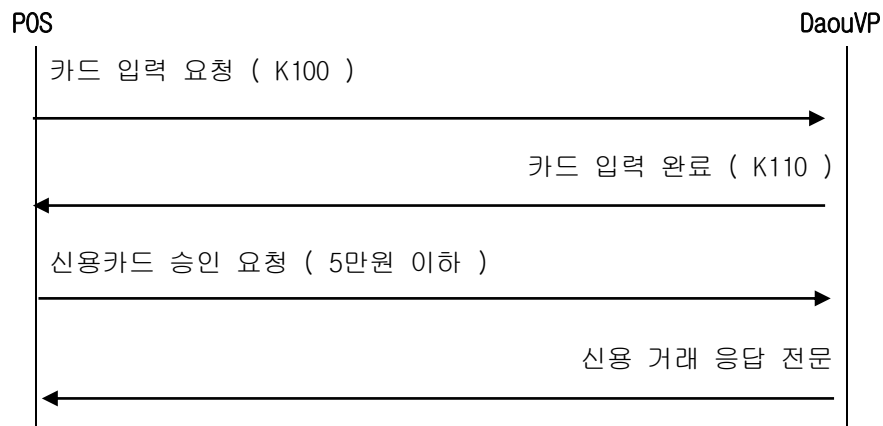 POS
DaouVP
카드 입력 요청 ( K100 )
카드 입력 완료 ( K110 )
신용카드 승인 요청 ( 5만원 이하 )
신용 거래 응답 전문